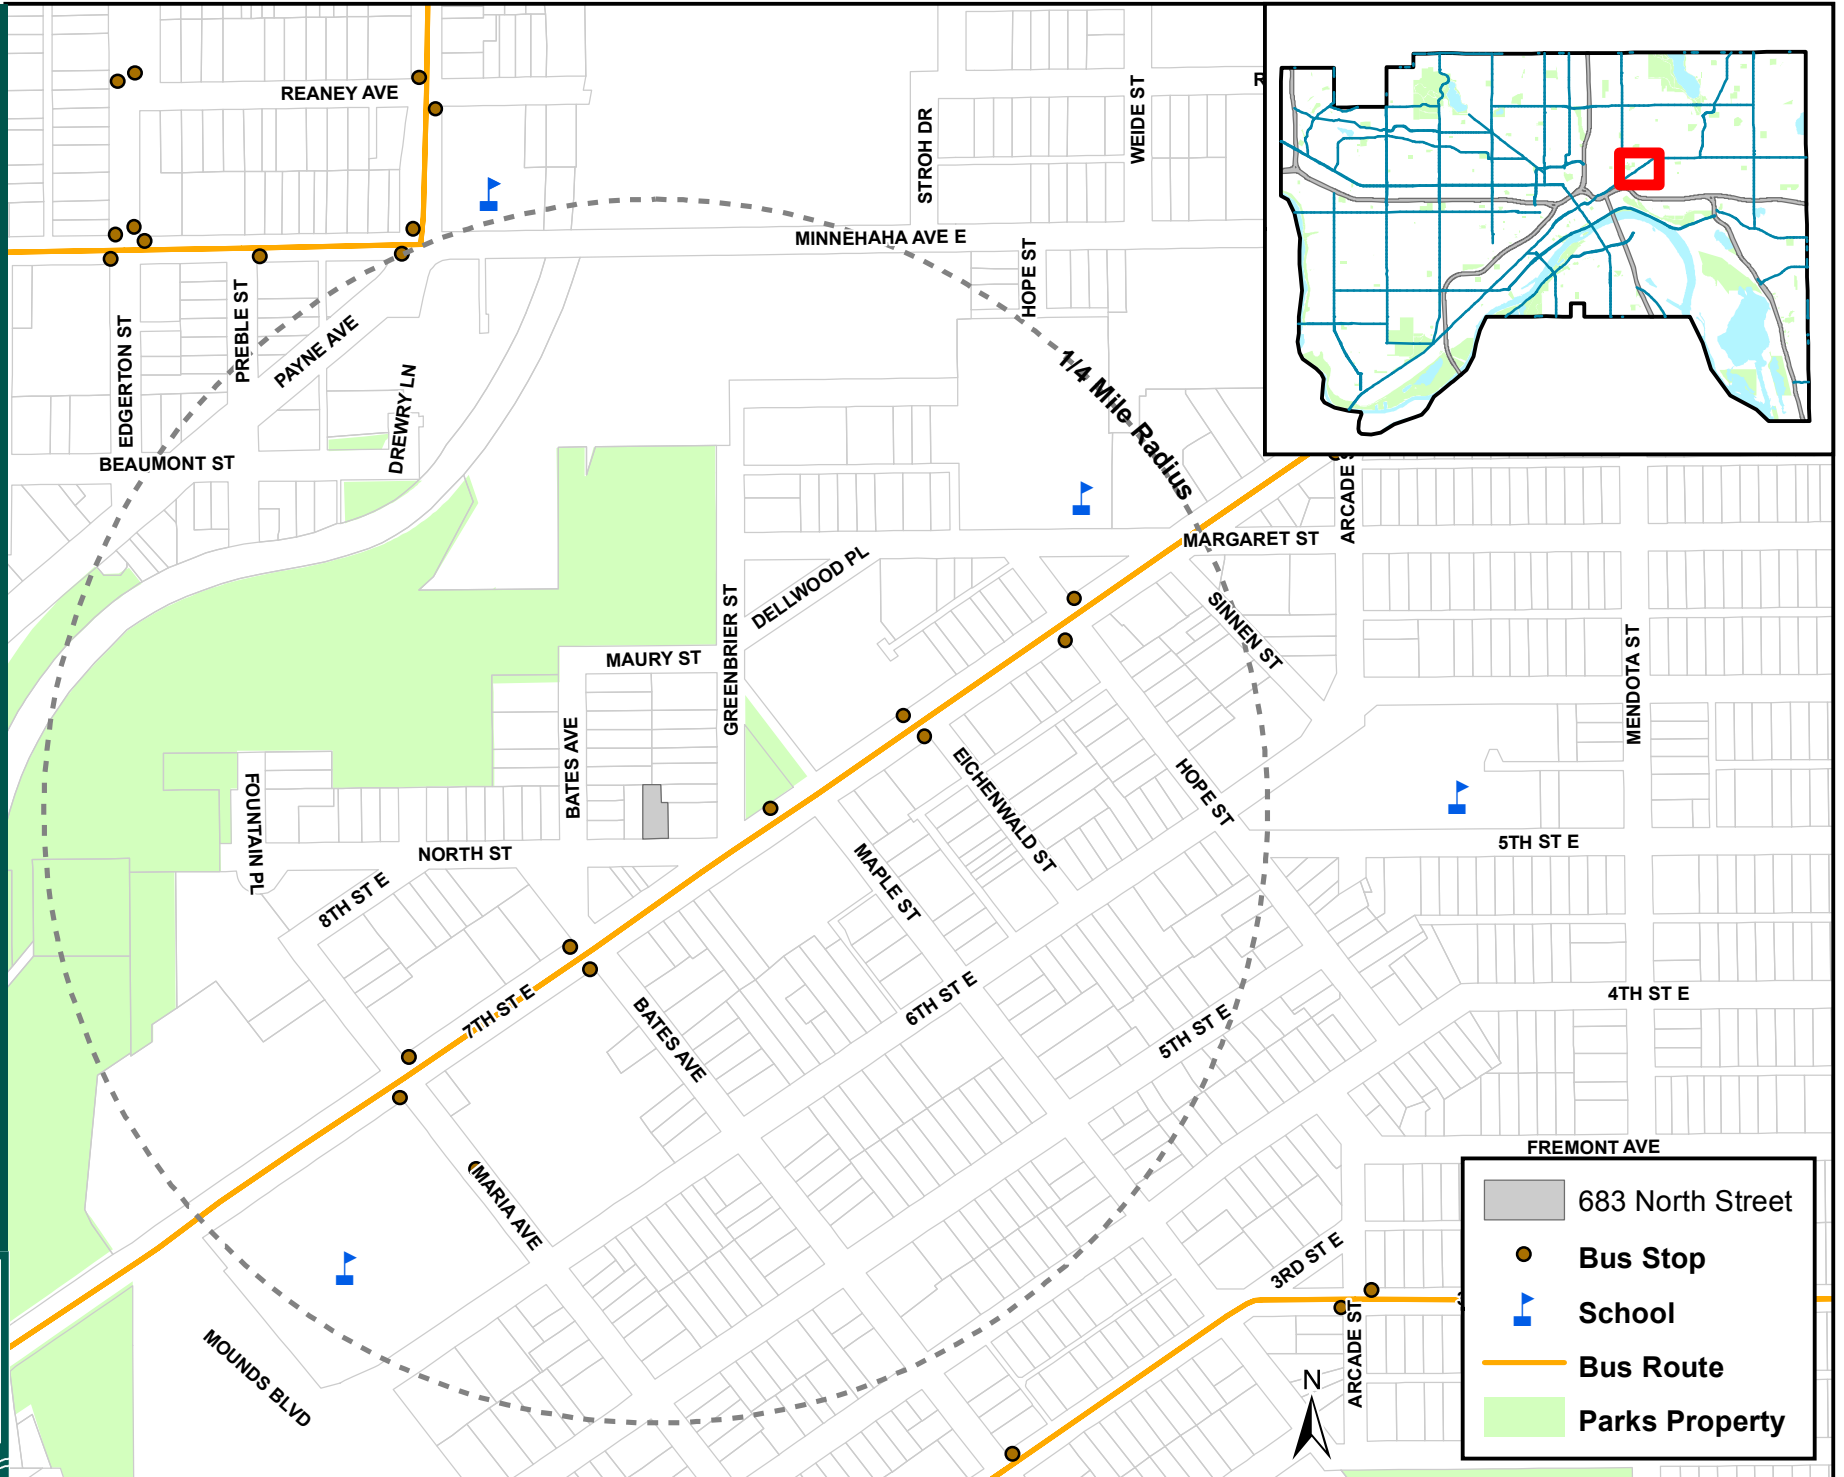 REANEY AVE
STROH DR
WEIDE ST
MINNEHAHA AVE E
HOPE ST
PREBLE ST
EDGERTON ST
PAYNE AVE
DREWRY LN
1/4 Mile Radius
BEAUMONT ST
ARCADE
MARGARET ST
DELLWOOD PL
GREENBRIER ST
SINNEN ST
MAURY ST
MENDOTA ST
BATES AVE
FOUNTAIN PL
EICHENWALD ST
HOPE ST
5TH ST E
NORTH ST
MAPLE ST
8TH ST E
7TH ST E
BATES AVE
6TH ST E
5TH ST E
4TH ST E
FREMONT AVE
MARIA AVE
3RD ST E
ARCADE ST
MOUNDS BLVD
N
683 North Street
Bus Stop
School
Bus Route
Parks Property